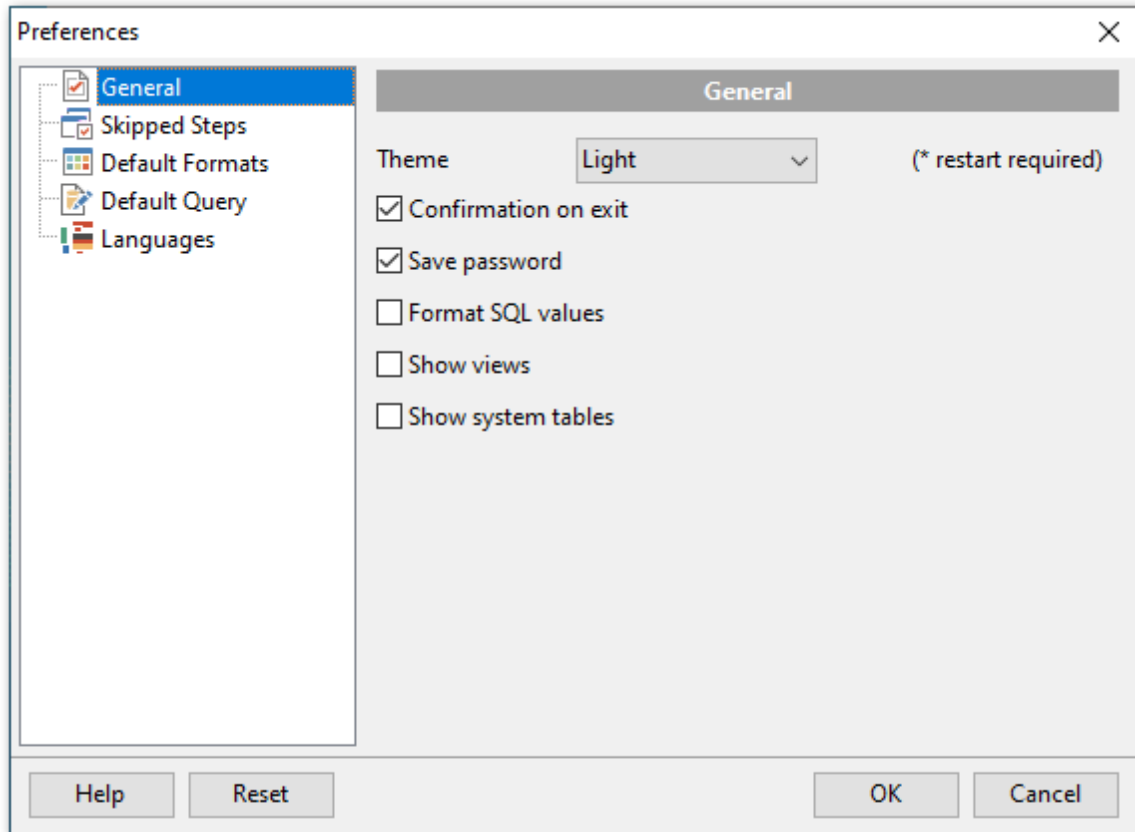 Preferences
General
Skipped Steps
Default Formats
Default Query
Languages
General
Theme Light (* restart required)
Confirmation on exit
Save password
Format SQL values
Show views
Show system tables
Help Reset OK Cancel